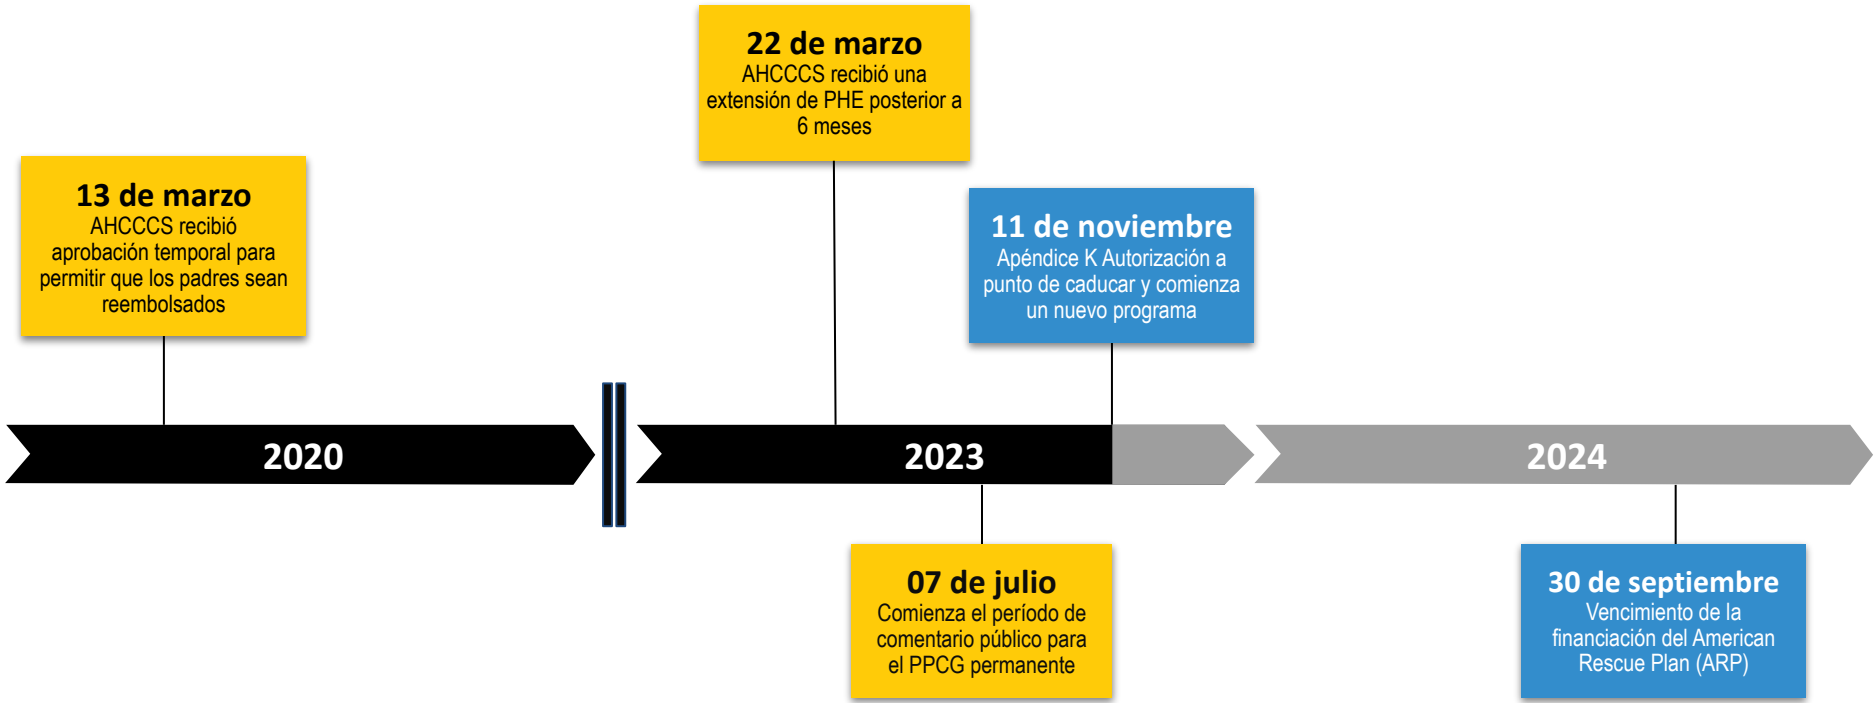 22 de marzo
AHCCCS recibió una
extensión de PHE posterior a
6 meses
13 de marzo
AHCCCS recibió
aprobación temporal para
permitir que los padres sean
reembolsados
11 de noviembre
Apéndice K Autorización a
punto de caducar y comienza
un nuevo programa
2020
2023
2024
07 de julio
Comienza el período de
comentario público para
el PPCG permanente
30 de septiembre
Vencimiento de la
financiación del American
Rescue Plan (ARP)